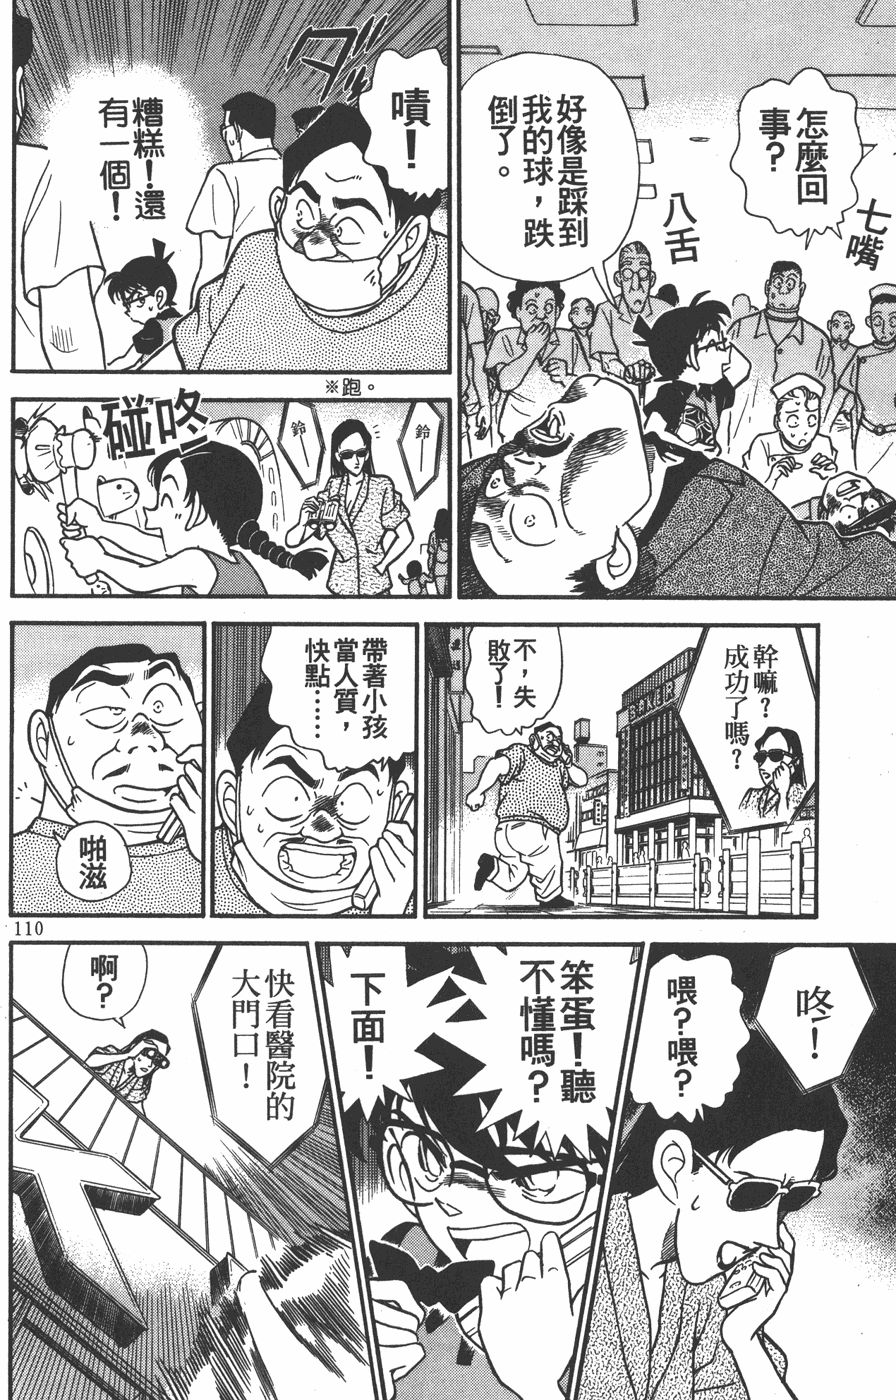 怎麼回
事？
七嘴
八舌
好像是踩到
我的球，跌
倒了。
嘖！
糟糕！還
有一個！
※跑。
鈴——
鈴——
碰咚
幹嘛？
成功了嗎？
BAKER
不，失
敗了！
帶著小孩
當人質，
快點……
啪滋
110
咚！
喂？喂？
笨蛋！聽
不懂嗎？
下面！
快看醫院的
大門口！
啊？